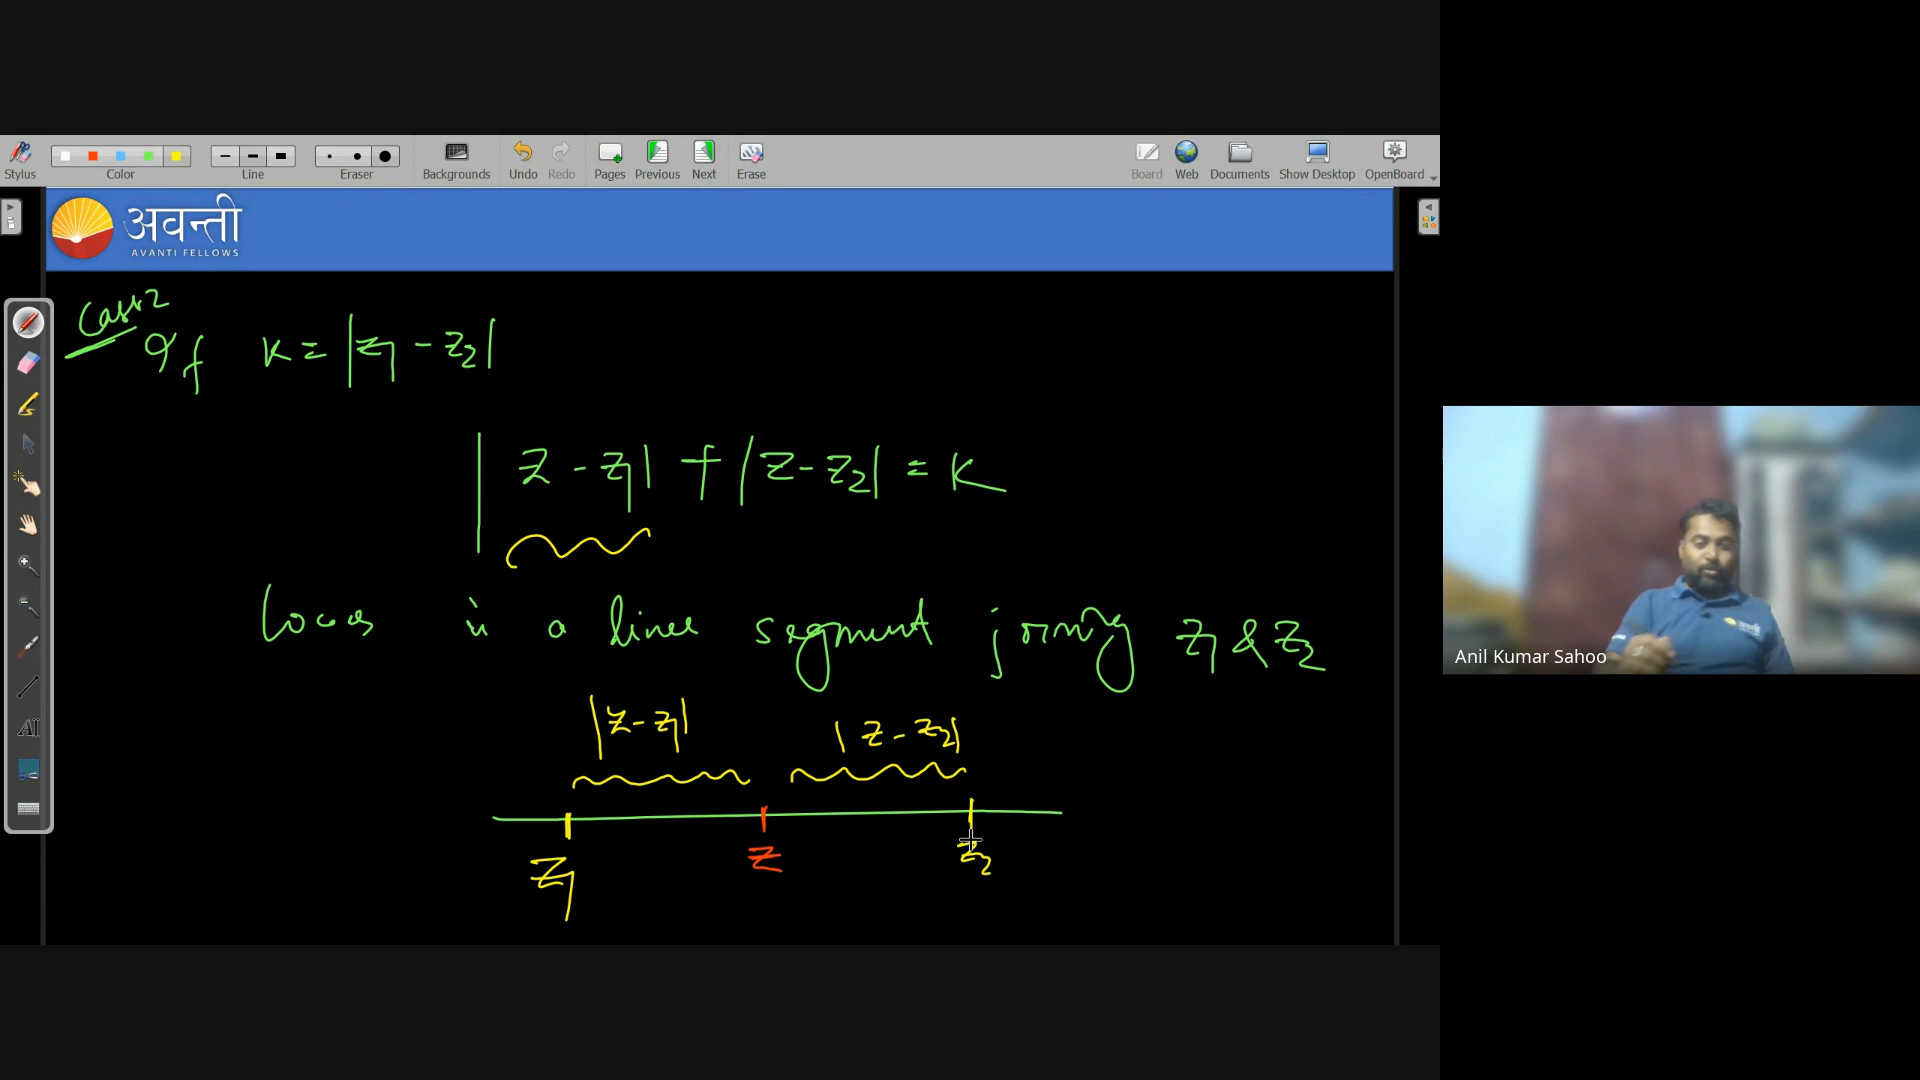 Stylus Color Line Eraser Backgrounds Undo Redo Pages Previous Next Erase Board Web Documents Show Desktop OpenBoard
अवन्ती
AVANTI FELLOWS
Case 2
If K = |z1 - z2|
|z - z1| + |z - z2| = K
Locus is a line segment joining z1 & z2
|z - z1| |z - z2|
z1 z z2
Anil Kumar Sahoo